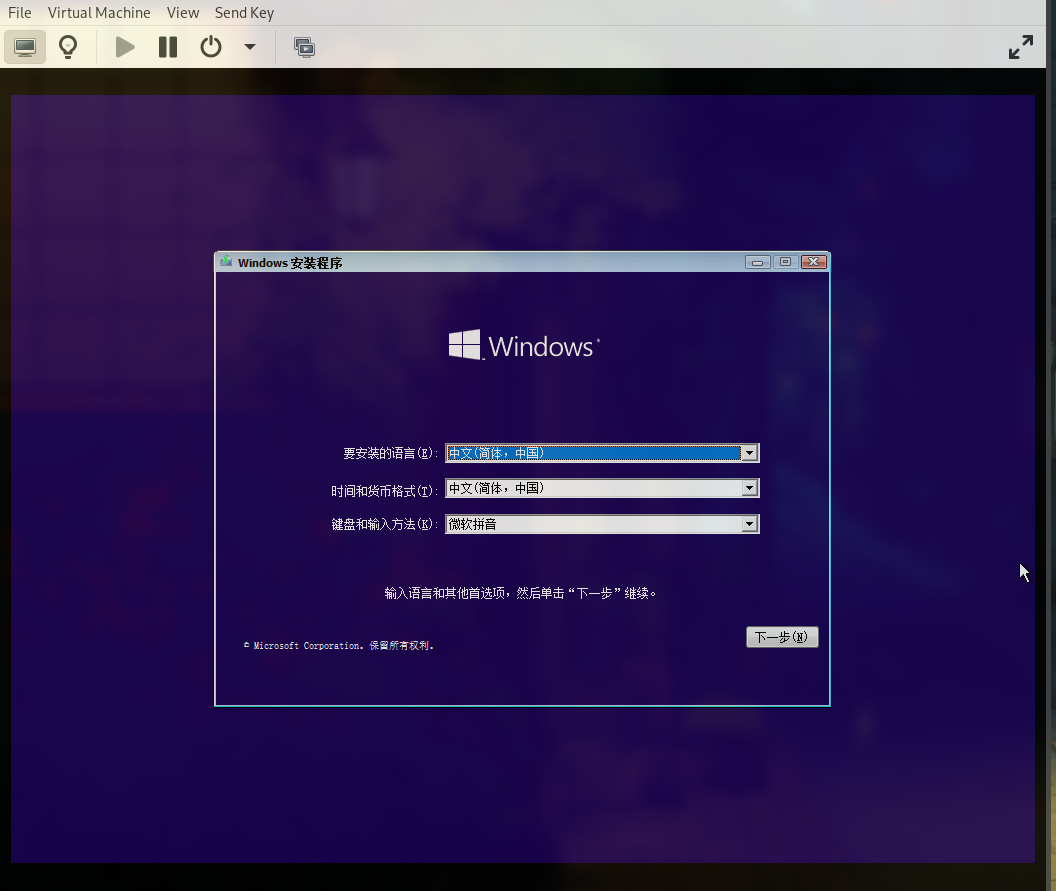 File Virtual Machine View Send Key
Windows 安装程序
Windows
要安装的语言(E): 中文(简体，中国)
时间和货币格式(T): 中文(简体，中国)
键盘和输入方法(K): 微软拼音
输入语言和其他首选项，然后单击“下一步”继续。
下一步(N)
© Microsoft Corporation。保留所有权利。